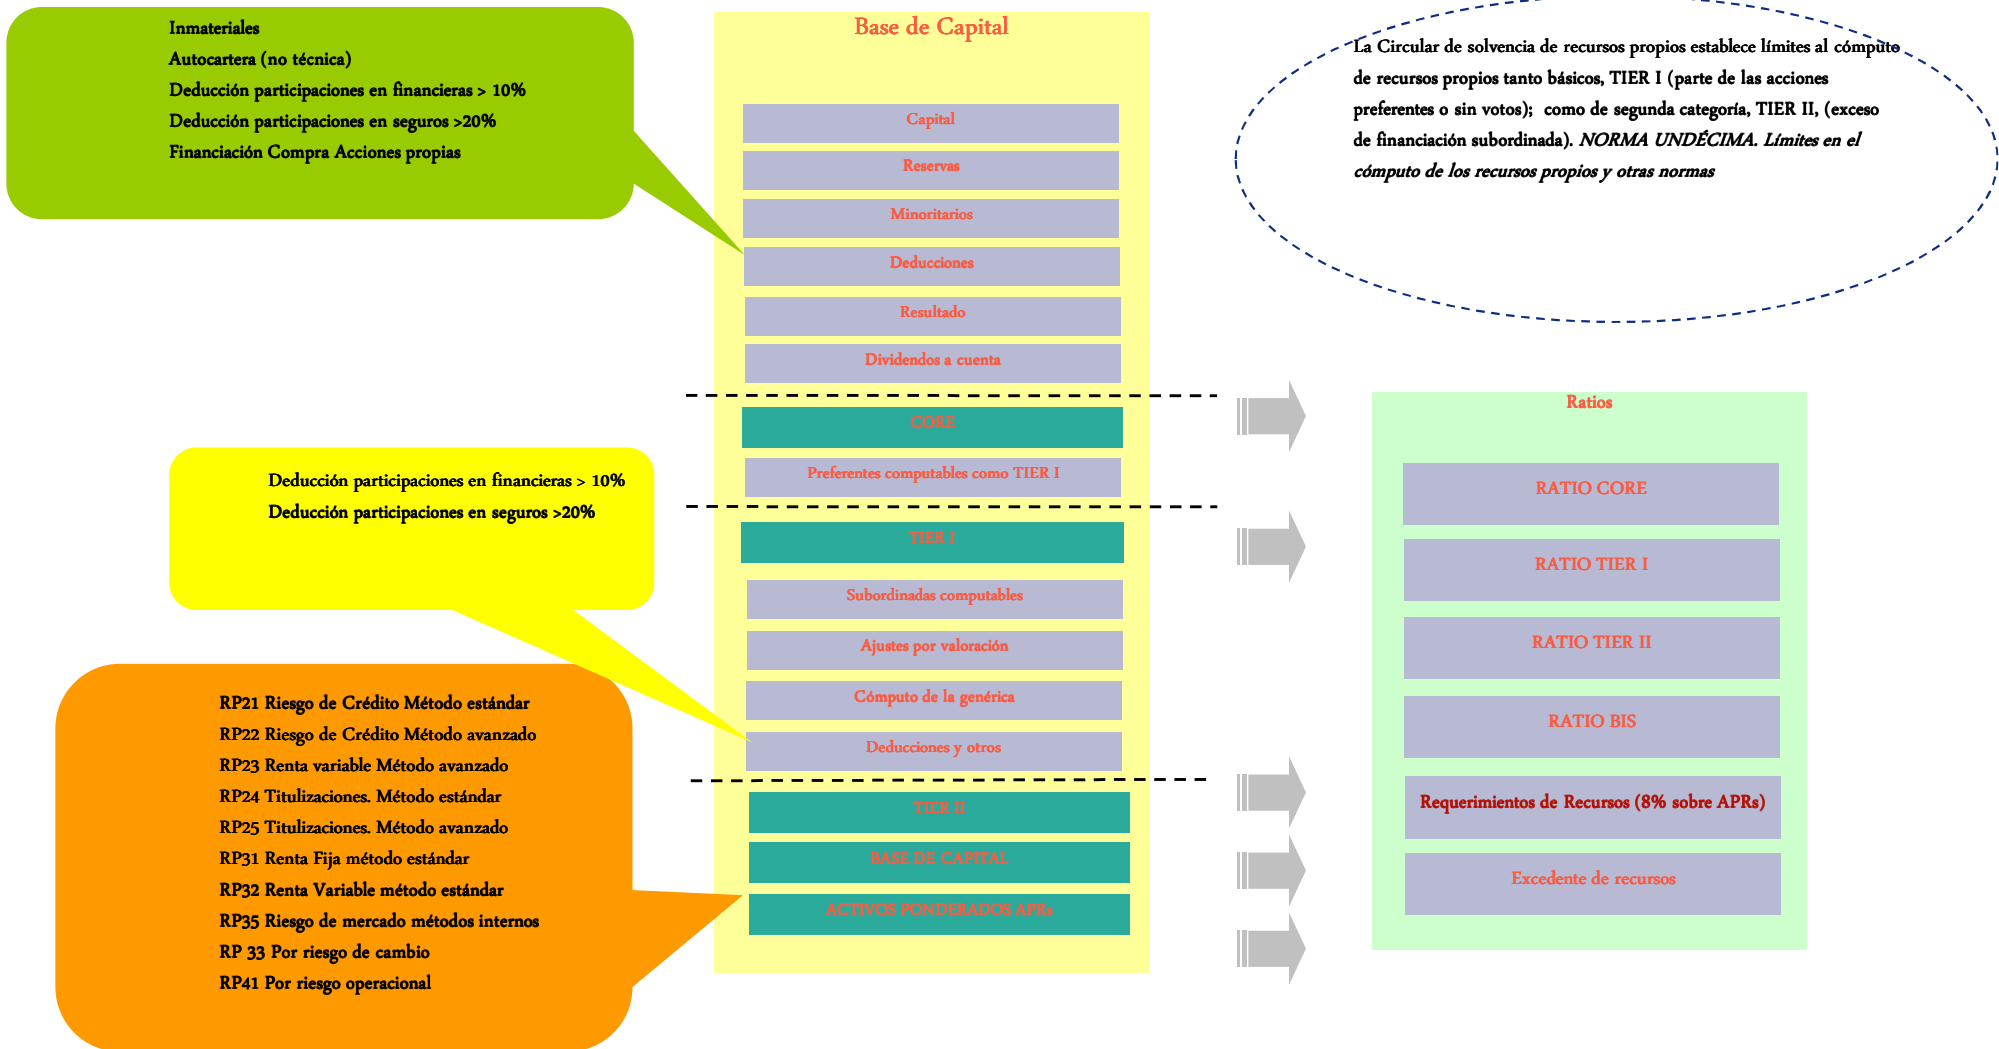 Inmateriales
Autocartera (no técnica)
Deducción participaciones en financieras > 10%
Deducción participaciones en seguros >20%
Financiación Compra Acciones propias
Base de Capital
Capital
Reservas
Minoritarios
Deducciones
Resultado
Dividendos a cuenta
CORE
Preferentes computables como TIER I
TIER I
Subordinadas computables
Ajustes por valoración
Cómputo de la genérica
Deducciones y otros
TIER II
BASE DE CAPITAL
ACTIVOS PONDERADOS APRs
La Circular de solvencia de recursos propios establece límites al cómputo
de recursos propios tanto básicos, TIER I (parte de las acciones
preferentes o sin votos);  como de segunda categoría, TIER II, (exceso
de financiación subordinada). NORMA UNDÉCIMA. Límites en el
cómputo de los recursos propios y otras normas
Deducción participaciones en financieras > 10%
Deducción participaciones en seguros >20%
RP21 Riesgo de Crédito Método estándar
RP22 Riesgo de Crédito Método avanzado
RP23 Renta variable Método avanzado
RP24 Titulizaciones. Método estándar
RP25 Titulizaciones. Método avanzado
RP31 Renta Fija método estándar
RP32 Renta Variable método estándar
RP35 Riesgo de mercado métodos internos
RP 33 Por riesgo de cambio
RP41 Por riesgo operacional
Ratios
RATIO CORE
RATIO TIER I
RATIO TIER II
RATIO BIS
Requerimientos de Recursos (8% sobre APRs)
Excedente de recursos